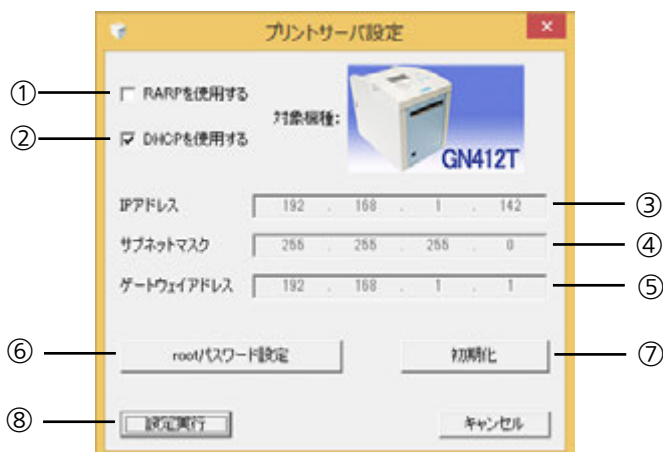 プリントサーバ設定
×
① □ RARPを使用する
② ☑ DHCPを使用する
対象機種:
GN412T
IPアドレス 192 . 168 . 1 . 142 ③
サブネットマスク 255 . 255 . 255 . 0 ④
ゲートウェイアドレス 192 . 168 . 1 . 1 ⑤
⑥ rootパスワード設定 初期化 ⑦
⑧ 設定実行 キャンセル